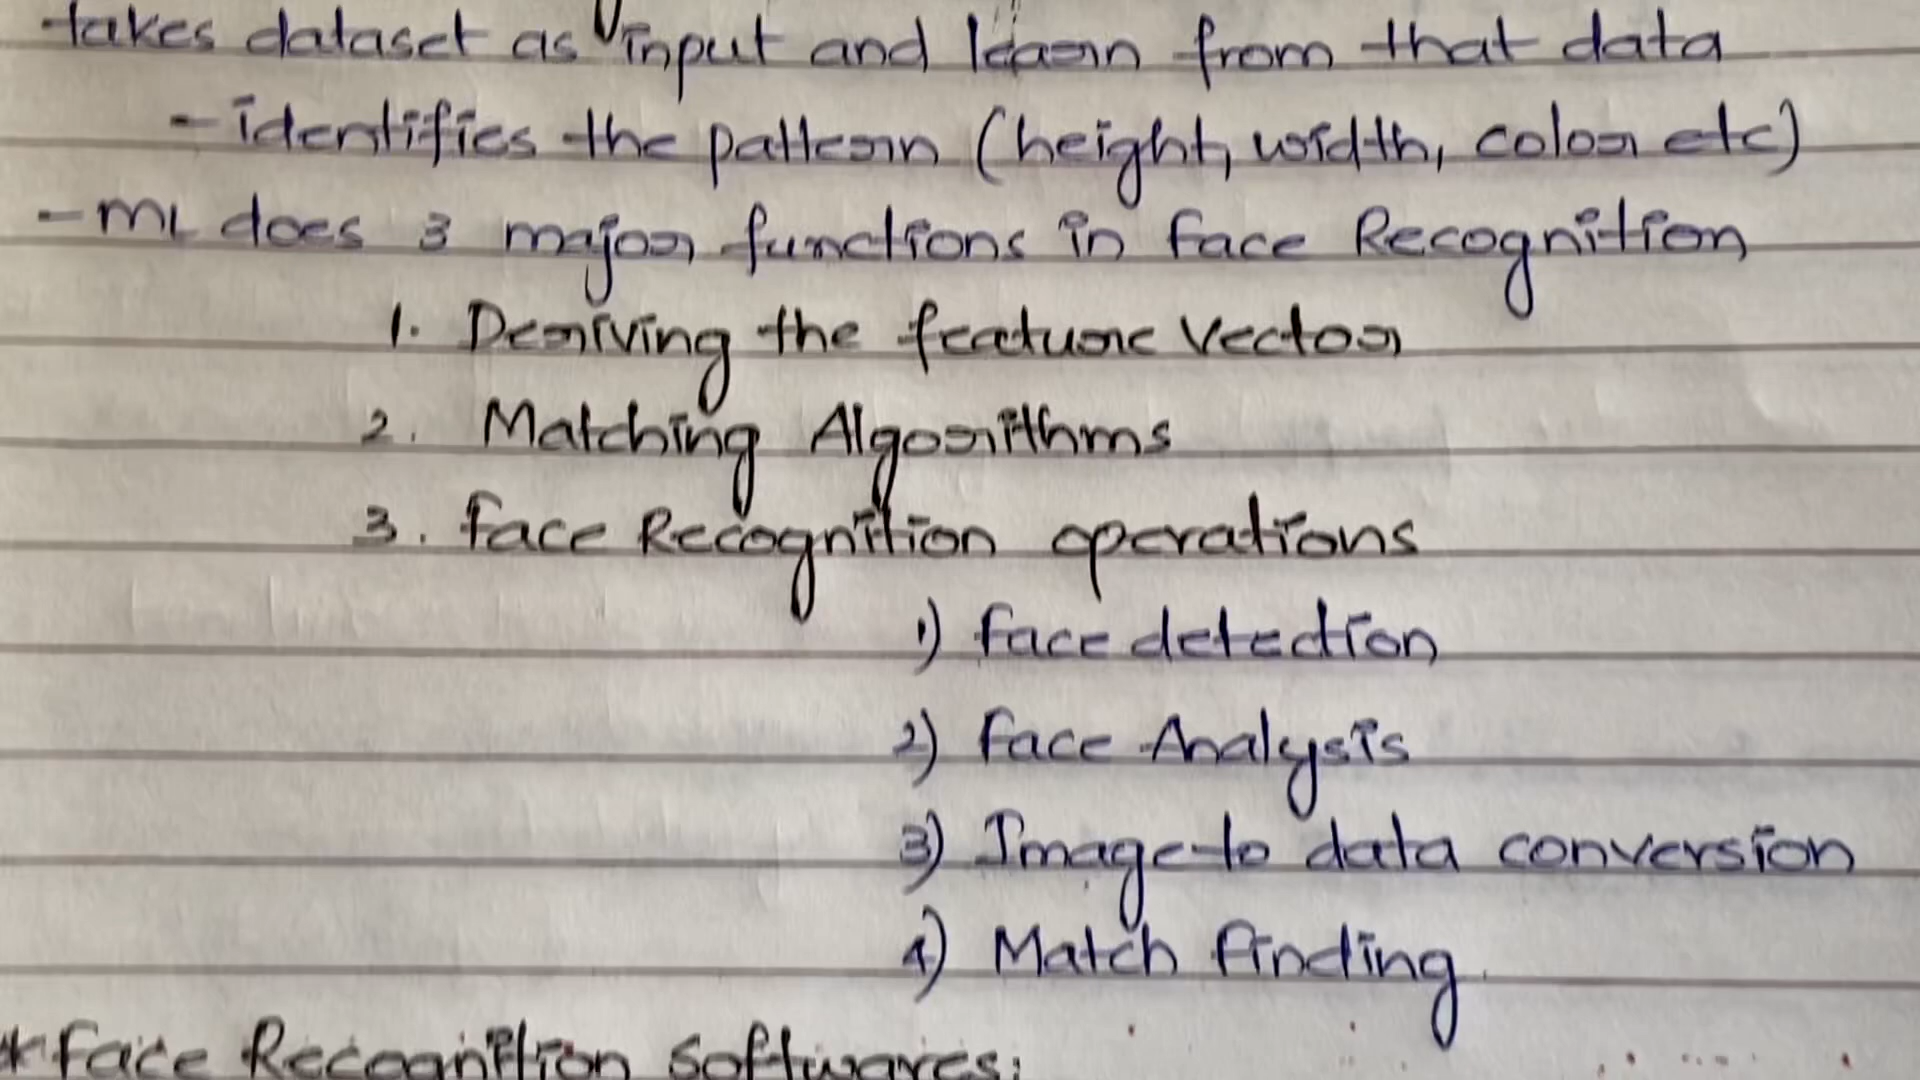 takes dataset as input and learn from that data
- identifies the pattern (height, width, color etc)
- ML does 3 major functions in face Recognition
1. Deriving the feature vector
2. Matching Algorithms
3. face Recognition operations
1) face detection
2) face Analysis
3) Image to data conversion
4) Match finding
* face Recognition softwares: